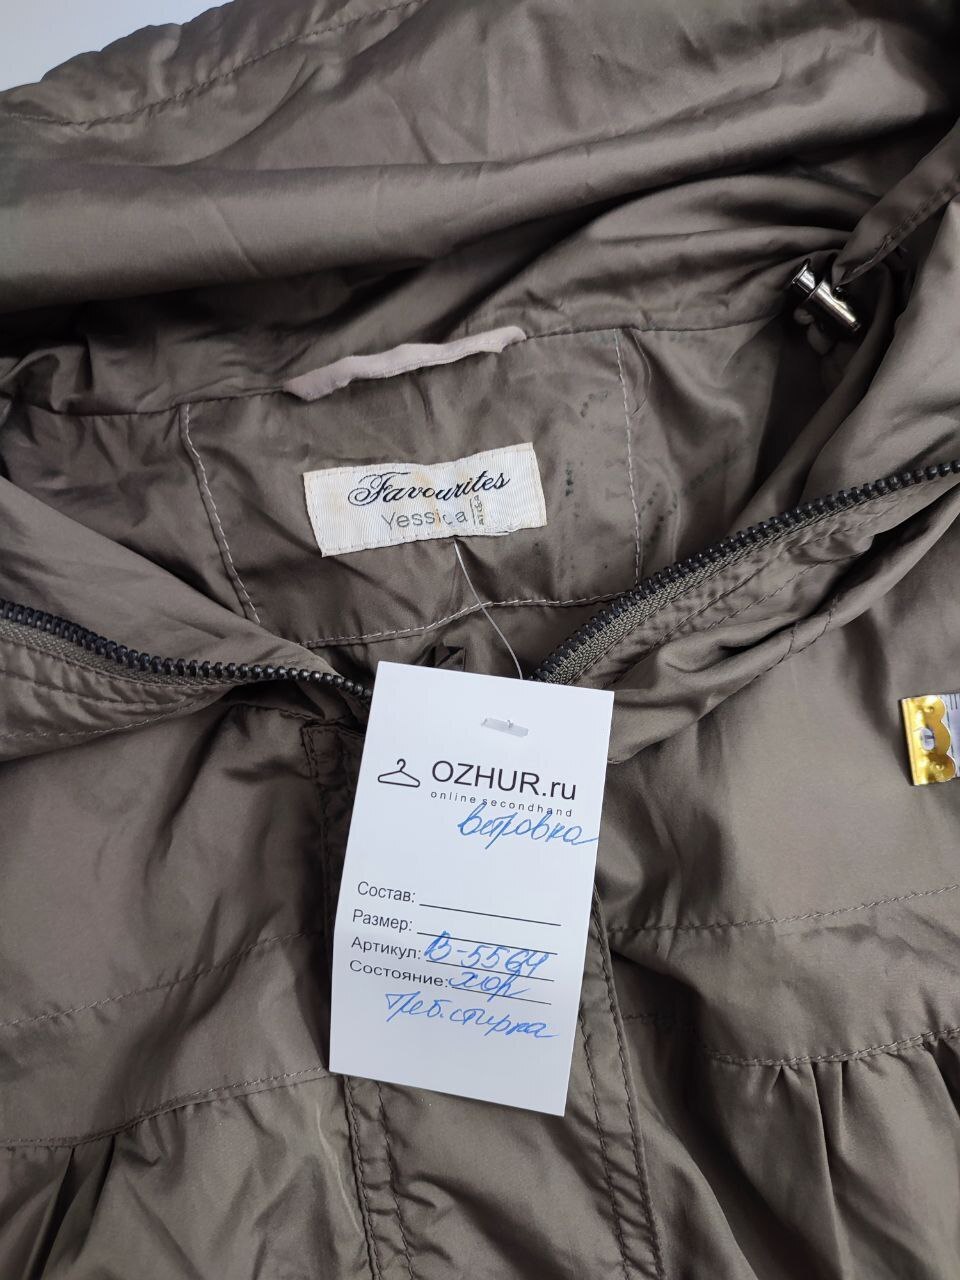 Favourites
Yessica
OZHUR.ru
online secondhand
ветровка
Состав:
Размер:
Артикул: В-5564
Состояние: хор
треб. стирка